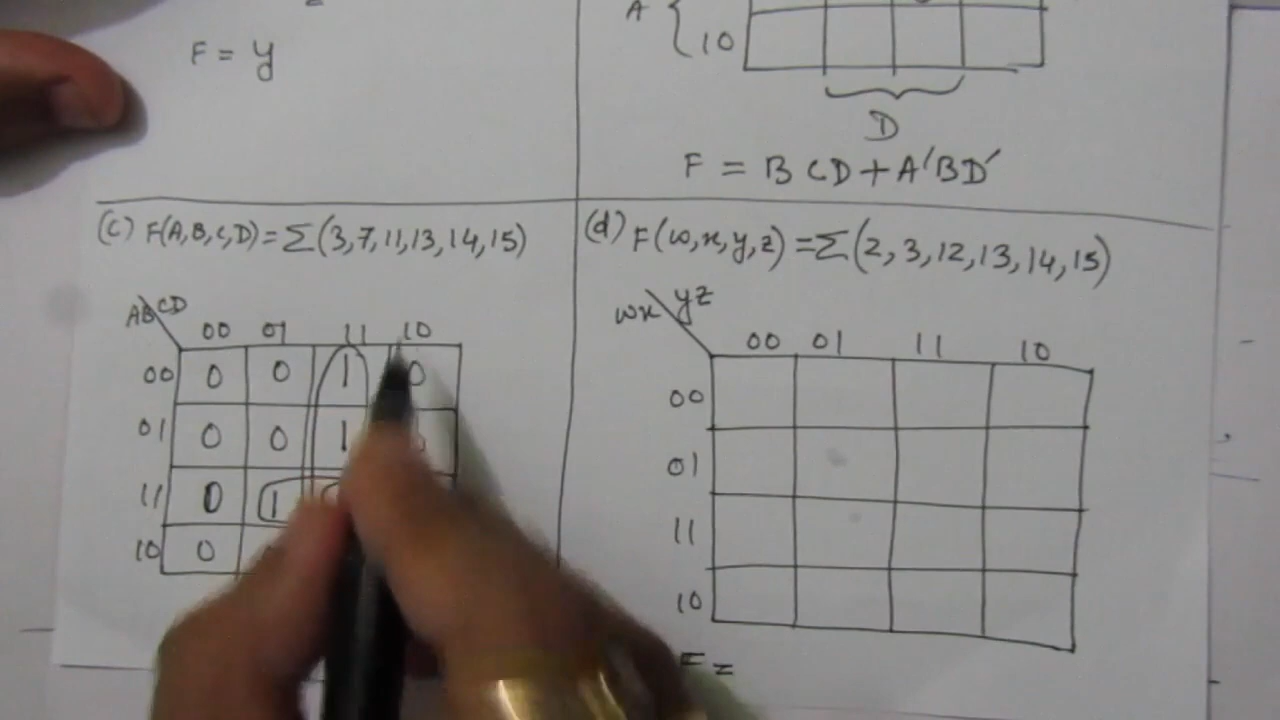 F = y
A
10
D
F = BCD + A'BD'
(c) F(A,B,C,D) = Σ(3,7,11,13,14,15)
AB CD
00 01 11 10
00 0 0 1 0
01 0 0 1
11 0 1
10 0
(d) F(w,x,y,z) = Σ(2,3,12,13,14,15)
wx yz
00 01 11 10
00
01
11
10
F =